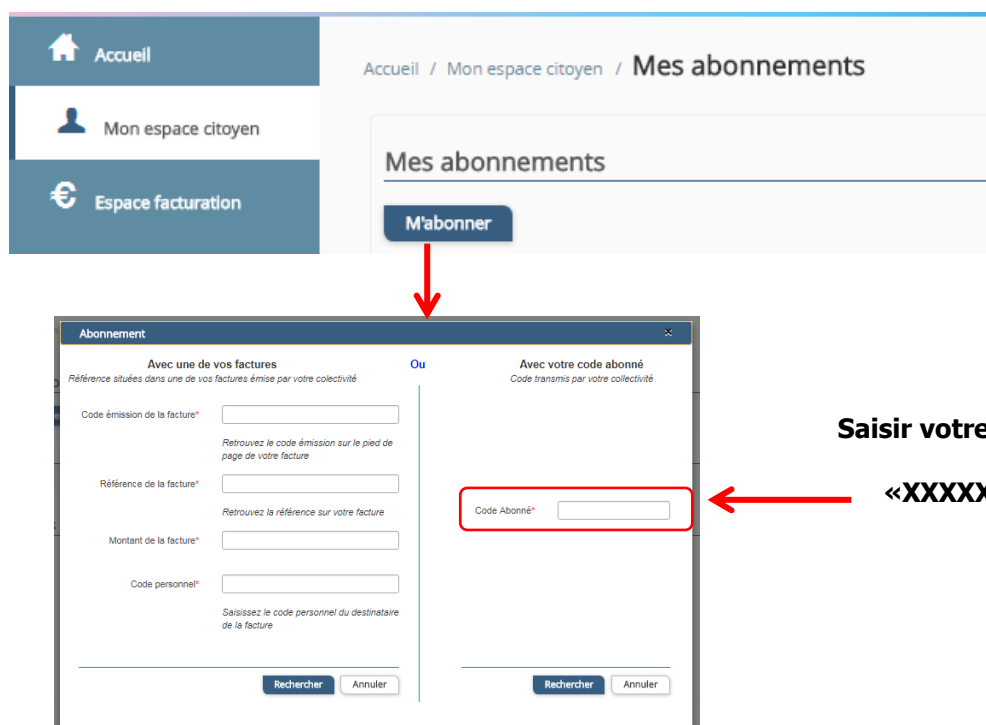 Accueil
Mon espace citoyen
Espace facturation
Accueil / Mon espace citoyen / Mes abonnements
Mes abonnements
M'abonner
Abonnement
×
Avec une de vos factures
Référence situées dans une de vos factures émise par votre colectivité
Code émission de la facture*
Retrouvez le code émission sur le pied de
page de votre facture
Référence de la facture*
Retrouvez la référence sur votre facture
Montant de la facture*
Code personnel*
Saisissez le code personnel du destinataire
de la facture
Rechercher
Annuler
Ou
Avec votre code abonné
Code transmis par votre collectivité
Code Abonné*
Rechercher
Annuler
Saisir votre
«XXXXX